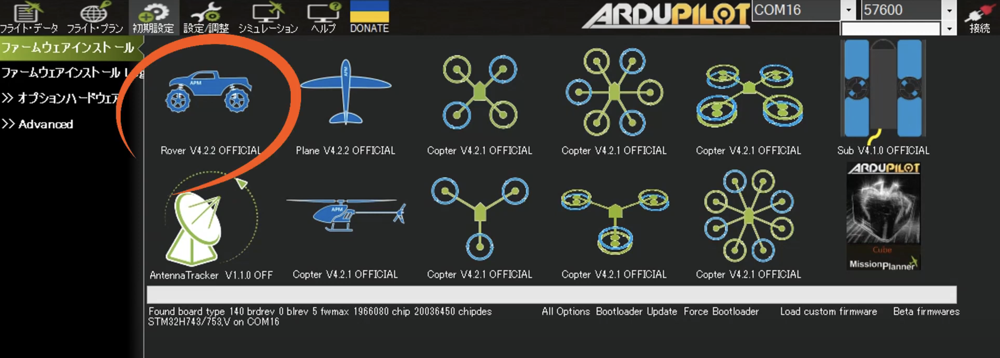 フライト・データ フライト・プラン 初期設定 設定/調整 シミュレーション ヘルプ DONATE
ARDUPILOT COM16 57600 接続
ファームウェアインストール
ファームウェアインストール
>> オプションハードウェア
>> Advanced
APM
APM
Rover V4.2.2 OFFICIAL Plane V4.2.2 OFFICIAL Copter V4.2.1 OFFICIAL Copter V4.2.1 OFFICIAL Copter V4.2.1 OFFICIAL Sub V4.1.0 OFFICIAL
APM
ARDUPILOT
Cube
MissionPlanner
AntennaTracker V1.1.0 OFF Copter V4.2.1 OFFICIAL Copter V4.2.1 OFFICIAL Copter V4.2.1 OFFICIAL Copter V4.2.1 OFFICIAL
Found board type 140 brdrev 0 blrev 5 fwmax 1966080 chip 20036450 chipdes
STM32H743/753,V on COM16
All Options Bootloader Update Force Bootloader Load custom firmware Beta firmwares